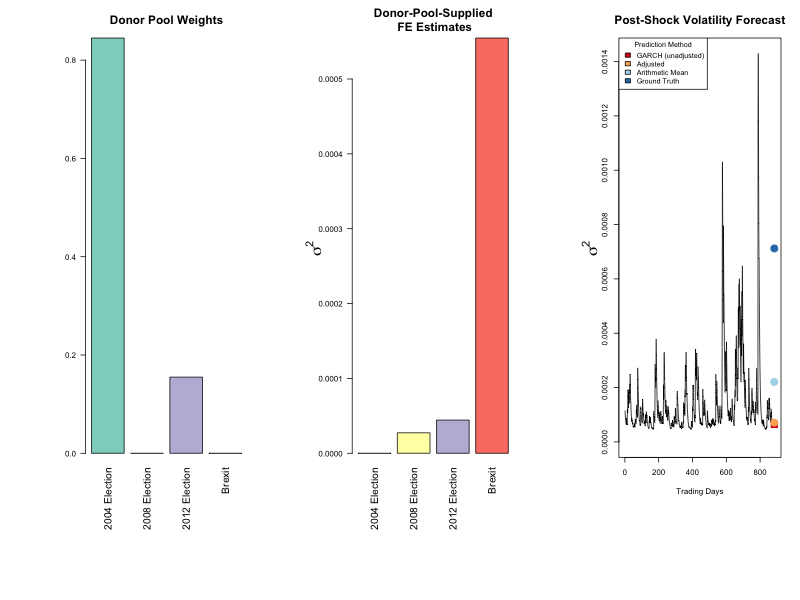 Donor Pool Weights
0.8
0.6
0.4
0.2
0.0
2004 Election
2008 Election
2012 Election
Brexit
Donor-Pool-Supplied
FE Estimates
σ²
0.0005
0.0004
0.0003
0.0002
0.0001
0.0000
2004 Election
2008 Election
2012 Election
Brexit
Post-Shock Volatility Forecast
σ²
0.0014
0.0012
0.0010
0.0008
0.0006
0.0004
0.0002
0.0000
Prediction Method
GARCH (unadjusted)
Adjusted
Arithmetic Mean
Ground Truth
0
200
400
600
800
Trading Days